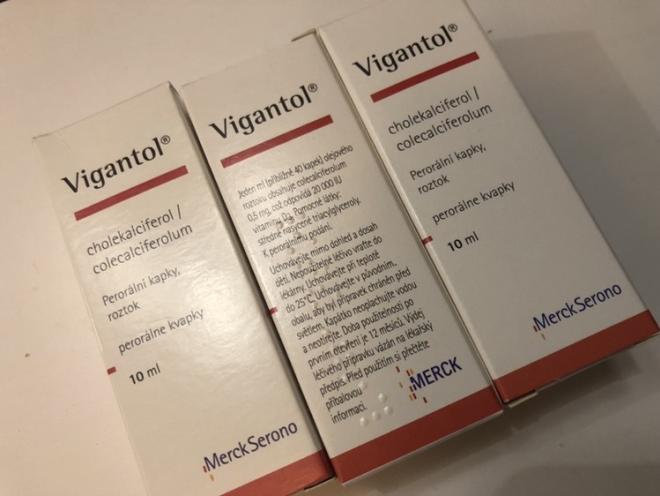 Vigantol®
cholekalciferol /
colecalciferolum
Perorální kapky,
roztok
perorálne kvapky
10 ml
MerckSerono
Vigantol®
Jeden ml (přibližně 40 kapek) olejového
roztoku obsahuje colecalciferolum
0,5 mg, což odpovídá 20 000 IU
vitaminu D3. Pomocné látky:
středně nasycené triacylglyceroly.
K perorálnímu podání.
Uchovávejte mimo dohled a dosah
dětí. Nepoužitelné léčivo vraťte do
lékárny. Uchovávejte při teplotě
do 25°C. Uchovávejte v původním
obalu, aby byl přípravek chráněn před
světlem. Kapátko neoplachujte vodou
a neotírejte. Doba použitelnosti po
prvním otevření je 12 měsíců. Výdej
léčivého přípravku vázán na lékařský
předpis. Před použitím si přečtěte
příbalovou
informaci.
MERCK
Vigantol®
cholekalciferol /
colecalciferolum
Perorální kapky,
roztok
perorálne kvapky
10 ml
MerckSerono